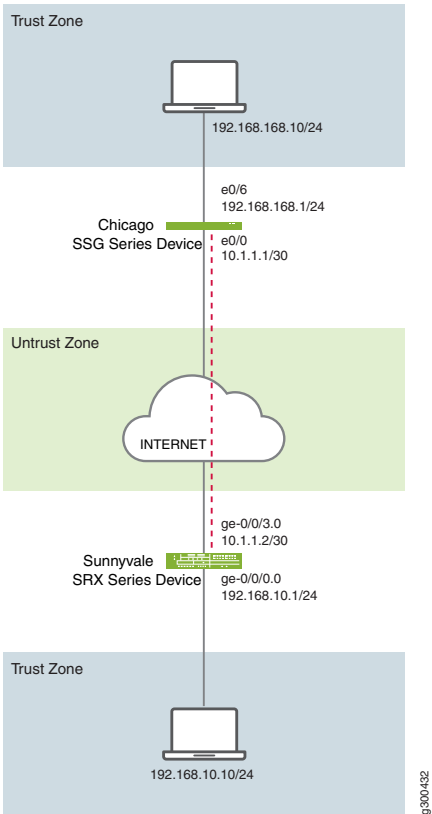 Trust Zone
192.168.168.10/24
e0/6
192.168.168.1/24
Chicago
SSG Series Device
e0/0
10.1.1.1/30
Untrust Zone
INTERNET
ge-0/0/3.0
10.1.1.2/30
Sunnyvale
SRX Series Device
ge-0/0/0.0
192.168.10.1/24
Trust Zone
192.168.10.10/24
g300432